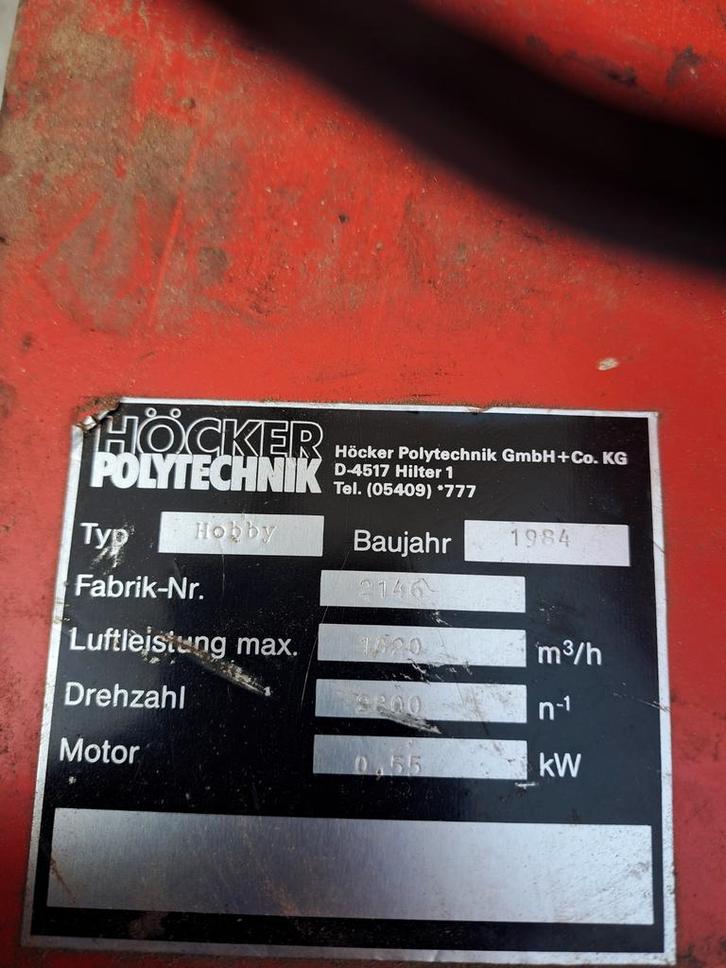 HÖCKER
POLYTECHNIK
Höcker Polytechnik GmbH+Co. KG
D-4517 Hilter 1
Tel. (05409) *777
Typ Hobby Baujahr 1984
Fabrik-Nr. 2146
Luftleistung max. m³/h
Drehzahl n⁻¹
Motor 0,55 kW